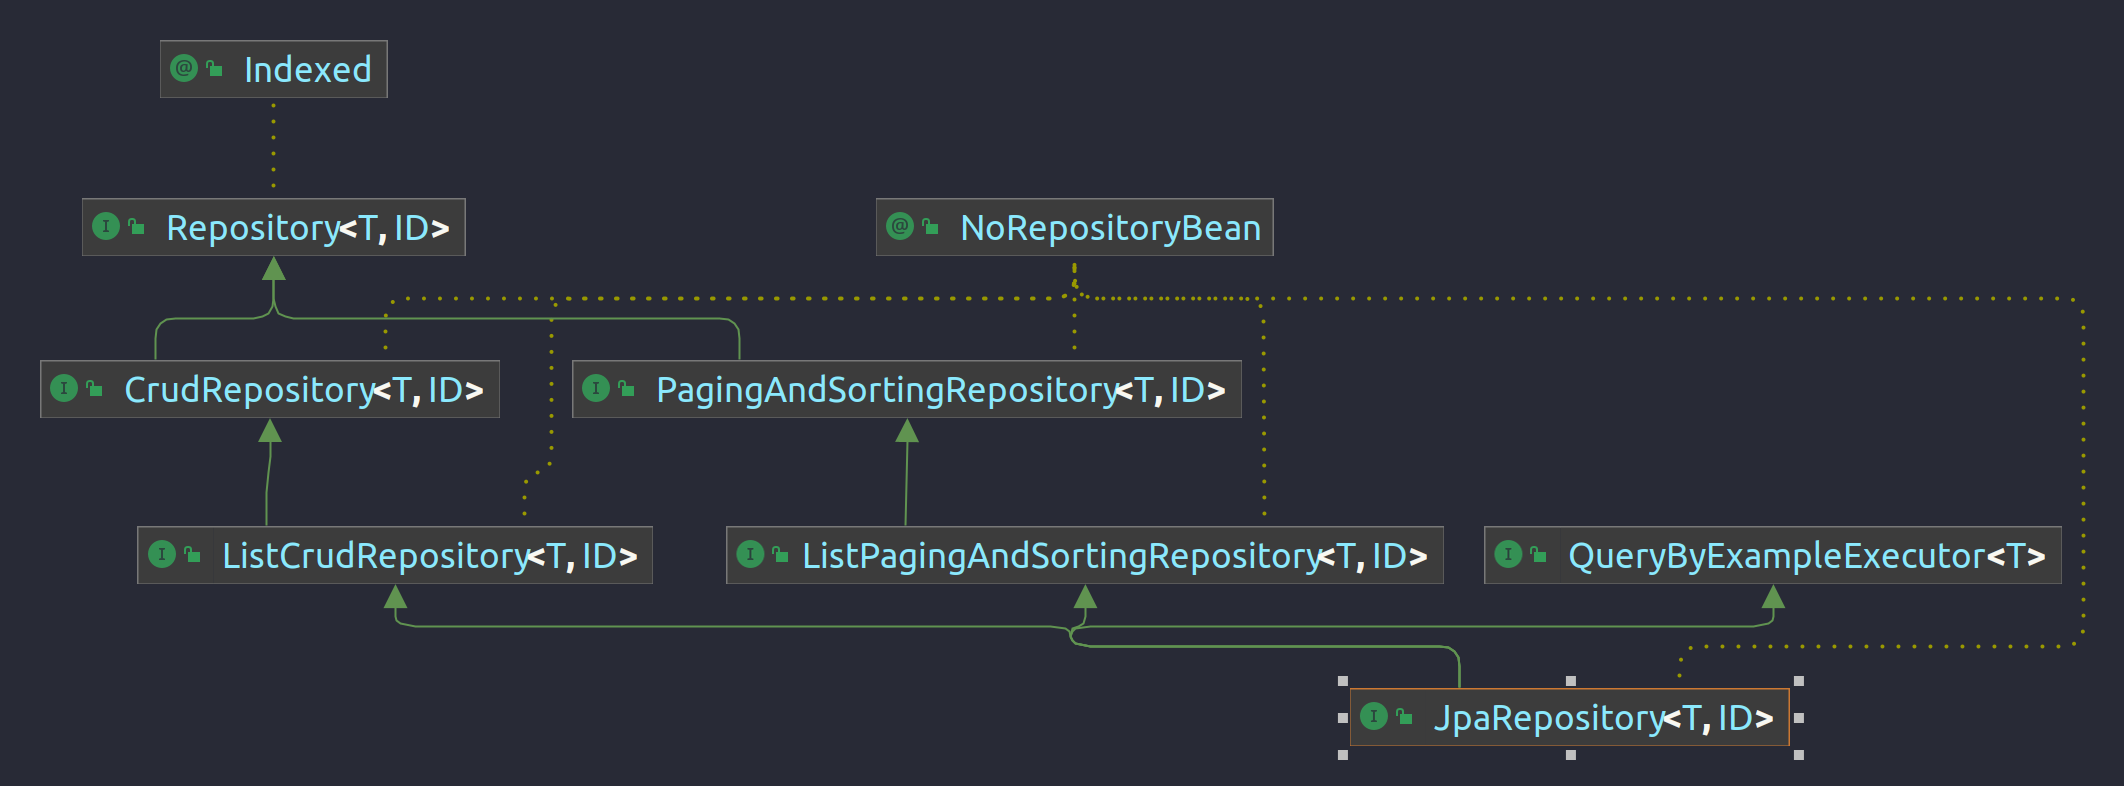 @ Indexed
I Repository<T, ID>
@ NoRepositoryBean
I CrudRepository<T, ID>
I PagingAndSortingRepository<T, ID>
I ListCrudRepository<T, ID>
I ListPagingAndSortingRepository<T, ID>
I QueryByExampleExecutor<T>
I JpaRepository<T, ID>